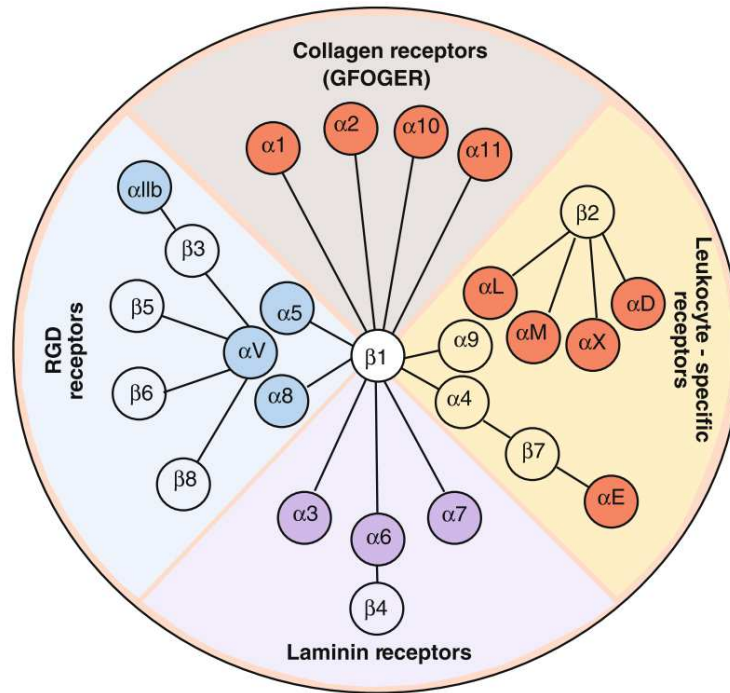 Collagen receptors
(GFOGER)
α1
α2
α10
α11
RGD
receptors
αIIb
β3
β5
αV
β6
β8
α5
α8
β1
Leukocyte - specific
receptors
β2
αL
αM
αX
αD
α9
α4
β7
αE
α3
α6
α7
β4
Laminin receptors